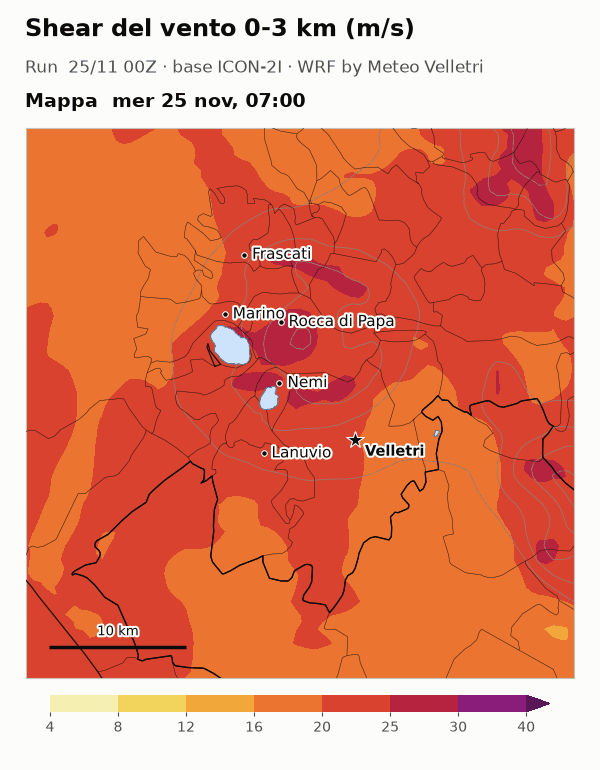 Shear del vento 0-3 km (m/s)
Run  25/11 00Z · base ICON-2I · WRF by Meteo Velletri
Mappa  mer 25 nov, 07:00
Frascati
Marino
Rocca di Papa
Nemi
Velletri
Lanuvio
10 km
4 8 12 16 20 25 30 40